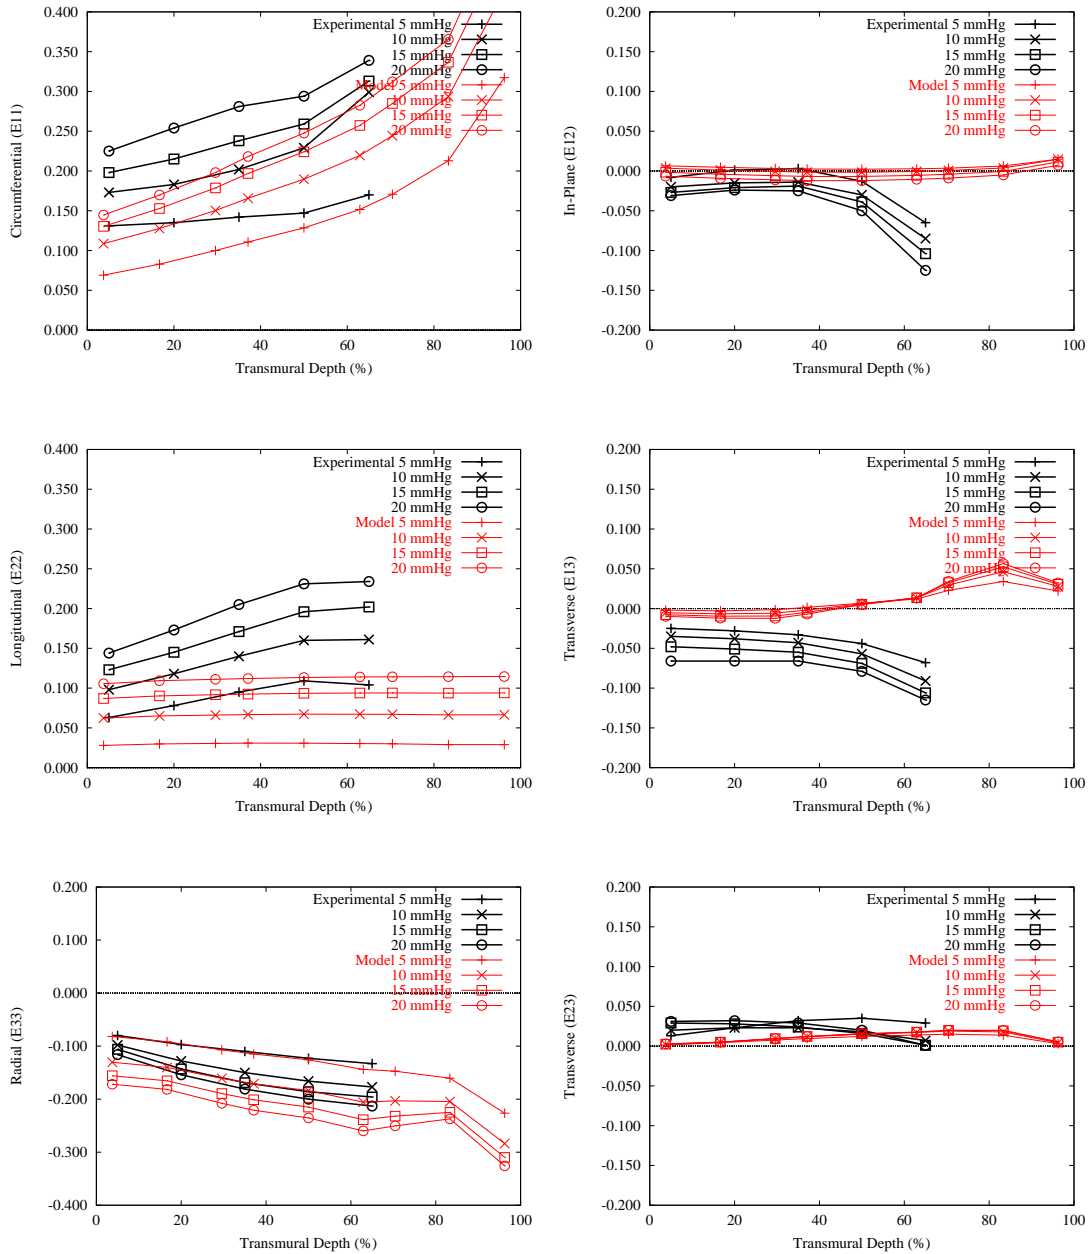 0.400
0.350
0.300
0.250
0.200
0.150
0.100
0.050
0.000
0
20
40
60
80
100
Circumferential (E11)
Transmural Depth (%)
Experimental 5 mmHg
10 mmHg
15 mmHg
20 mmHg
Model 5 mmHg
10 mmHg
15 mmHg
20 mmHg
0.200
0.150
0.100
0.050
0.000
-0.050
-0.100
-0.150
-0.200
0
20
40
60
80
100
In-Plane (E12)
Transmural Depth (%)
Experimental 5 mmHg
10 mmHg
15 mmHg
20 mmHg
Model 5 mmHg
10 mmHg
15 mmHg
20 mmHg
0.400
0.350
0.300
0.250
0.200
0.150
0.100
0.050
0.000
0
20
40
60
80
100
Longitudinal (E22)
Transmural Depth (%)
Experimental 5 mmHg
10 mmHg
15 mmHg
20 mmHg
Model 5 mmHg
10 mmHg
15 mmHg
20 mmHg
0.200
0.150
0.100
0.050
0.000
-0.050
-0.100
-0.150
-0.200
0
20
40
60
80
100
Transverse (E13)
Transmural Depth (%)
Experimental 5 mmHg
10 mmHg
15 mmHg
20 mmHg
Model 5 mmHg
10 mmHg
15 mmHg
20 mmHg
0.200
0.100
0.000
-0.100
-0.200
-0.300
-0.400
0
20
40
60
80
100
Radial (E33)
Transmural Depth (%)
Experimental 5 mmHg
10 mmHg
15 mmHg
20 mmHg
Model 5 mmHg
10 mmHg
15 mmHg
20 mmHg
0.200
0.150
0.100
0.050
0.000
-0.050
-0.100
-0.150
-0.200
0
20
40
60
80
100
Transverse (E23)
Transmural Depth (%)
Experimental 5 mmHg
10 mmHg
15 mmHg
20 mmHg
Model 5 mmHg
10 mmHg
15 mmHg
20 mmHg